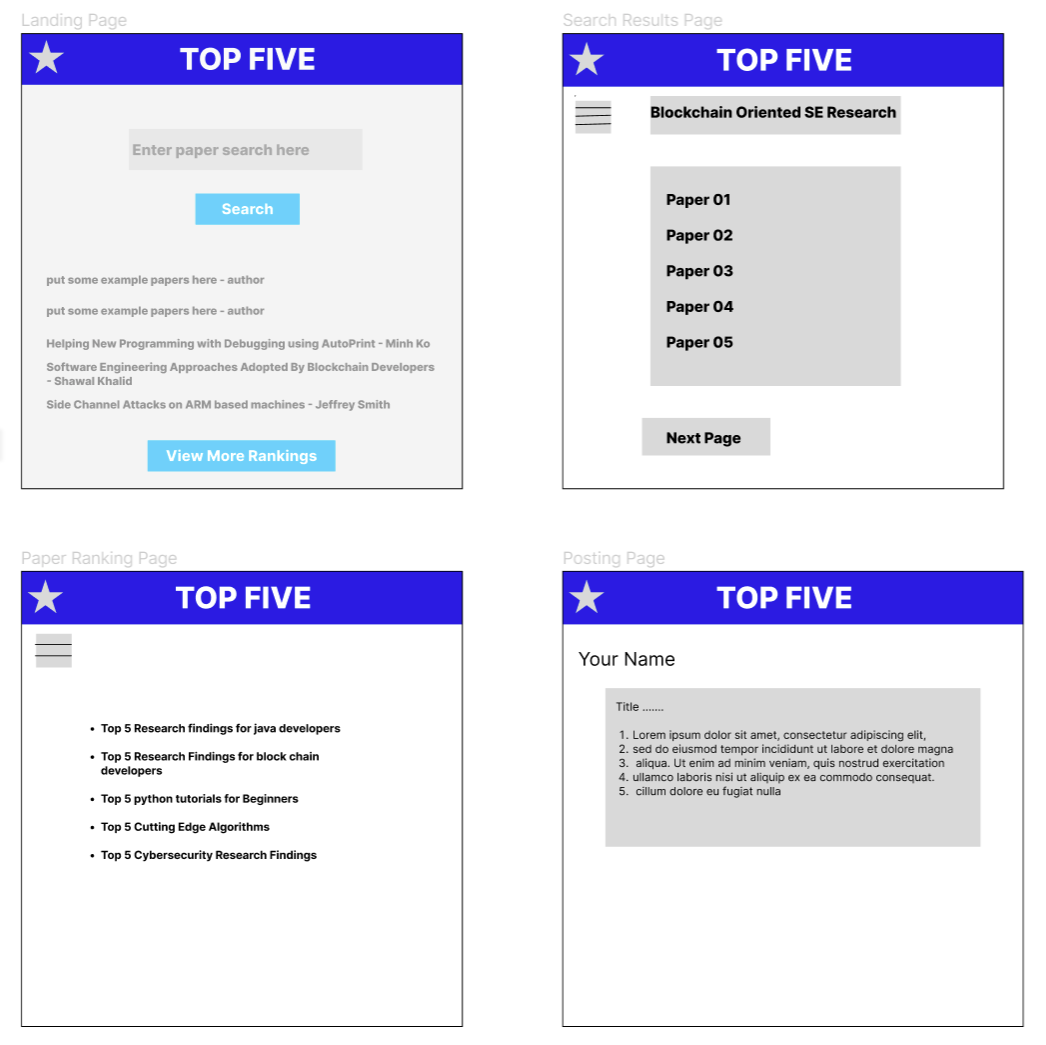 Landing Page
TOP FIVE
Enter paper search here
Search
put some example papers here - author
put some example papers here - author
Helping New Programming with Debugging using AutoPrint - Minh Ko
Software Engineering Approaches Adopted By Blockchain Developers
- Shawal Khalid
Side Channel Attacks on ARM based machines - Jeffrey Smith
View More Rankings
Search Results Page
TOP FIVE
Blockchain Oriented SE Research
Paper 01
Paper 02
Paper 03
Paper 04
Paper 05
Next Page
Paper Ranking Page
TOP FIVE
• Top 5 Research findings for java developers
• Top 5 Research Findings for block chain
developers
• Top 5 python tutorials for Beginners
• Top 5 Cutting Edge Algorithms
• Top 5 Cybersecurity Research Findings
Posting Page
TOP FIVE
Your Name
Title .......
1. Lorem ipsum dolor sit amet, consectetur adipiscing elit,
2. sed do eiusmod tempor incididunt ut labore et dolore magna
3. aliqua. Ut enim ad minim veniam, quis nostrud exercitation
4. ullamco laboris nisi ut aliquip ex ea commodo consequat.
5. cillum dolore eu fugiat nulla